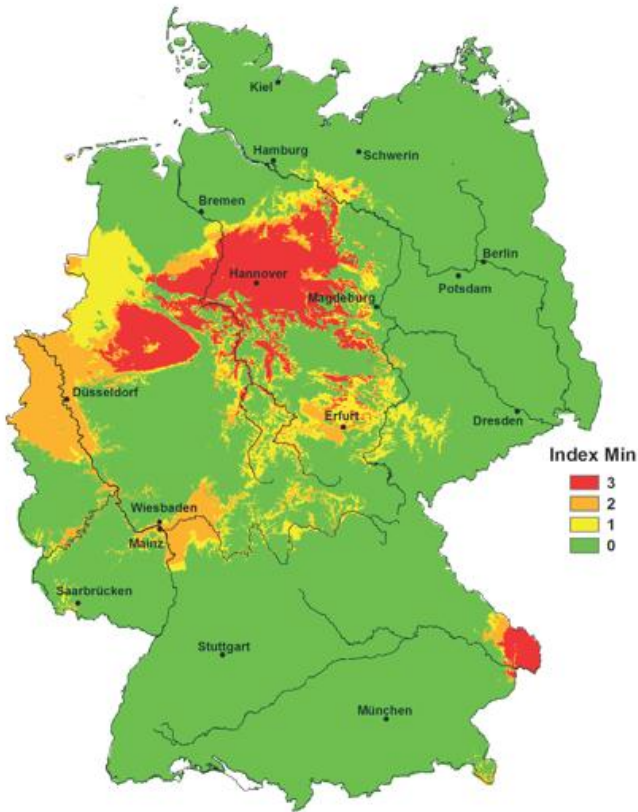 Kiel
Schwerin
Hamburg
Bremen
Berlin
Hannover
Potsdam
Magdeburg
Düsseldorf
Erfurt
Dresden
Index Min
3
2
1
0
Wiesbaden
Mainz
Saarbrücken
Stuttgart
München